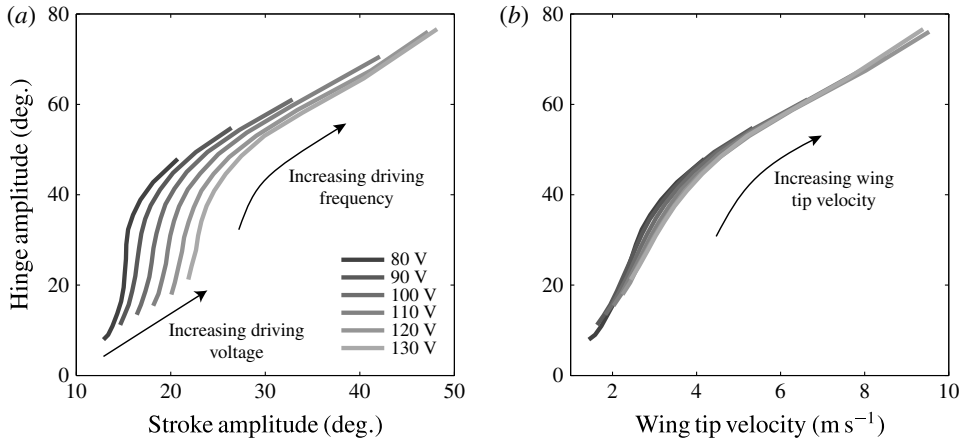 (a)
80
60
40
20
0
Hinge amplitude (deg.)
Increasing driving
frequency
Increasing driving
voltage
80 V
90 V
100 V
110 V
120 V
130 V
10
20
30
40
50
Stroke amplitude (deg.)
(b)
80
60
40
20
0
Increasing wing
tip velocity
2
4
6
8
10
Wing tip velocity (m s⁻¹)